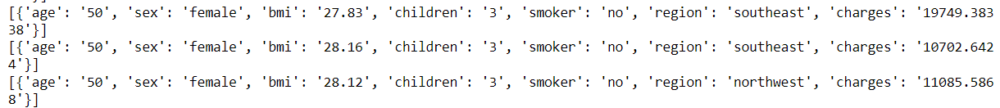 [{'age': '50', 'sex': 'female', 'bmi': '27.83', 'children': '3', 'smoker': 'no', 'region': 'southeast', 'charges': '19749.383
38'}]
[{'age': '50', 'sex': 'female', 'bmi': '28.16', 'children': '3', 'smoker': 'no', 'region': 'southeast', 'charges': '10702.642
4'}]
[{'age': '50', 'sex': 'female', 'bmi': '28.12', 'children': '3', 'smoker': 'no', 'region': 'northwest', 'charges': '11085.586
8'}]